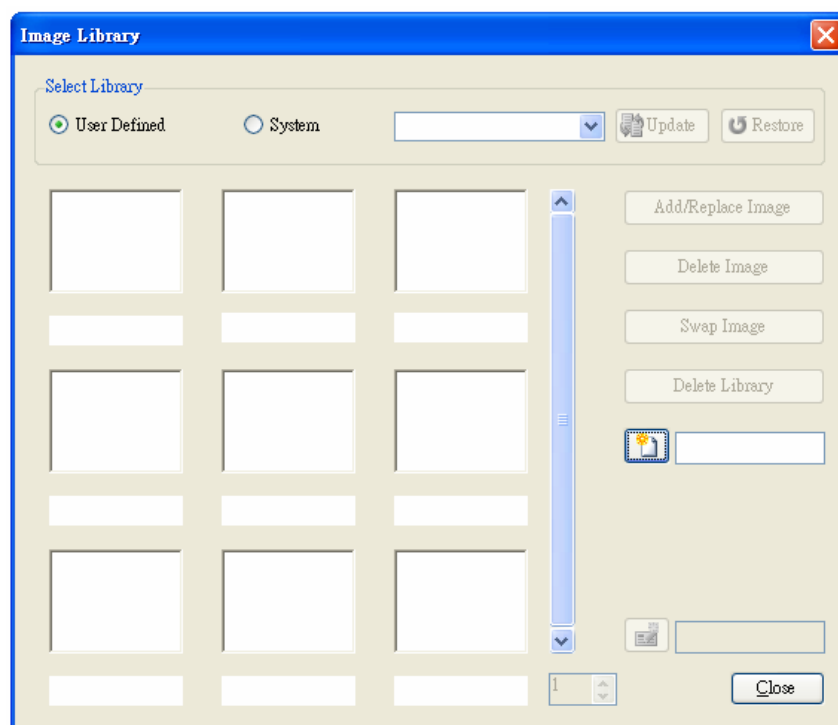 Image Library
Select Library
User Defined
System
Update
Restore
Add/Replace Image
Delete Image
Swap Image
Delete Library
1
Close